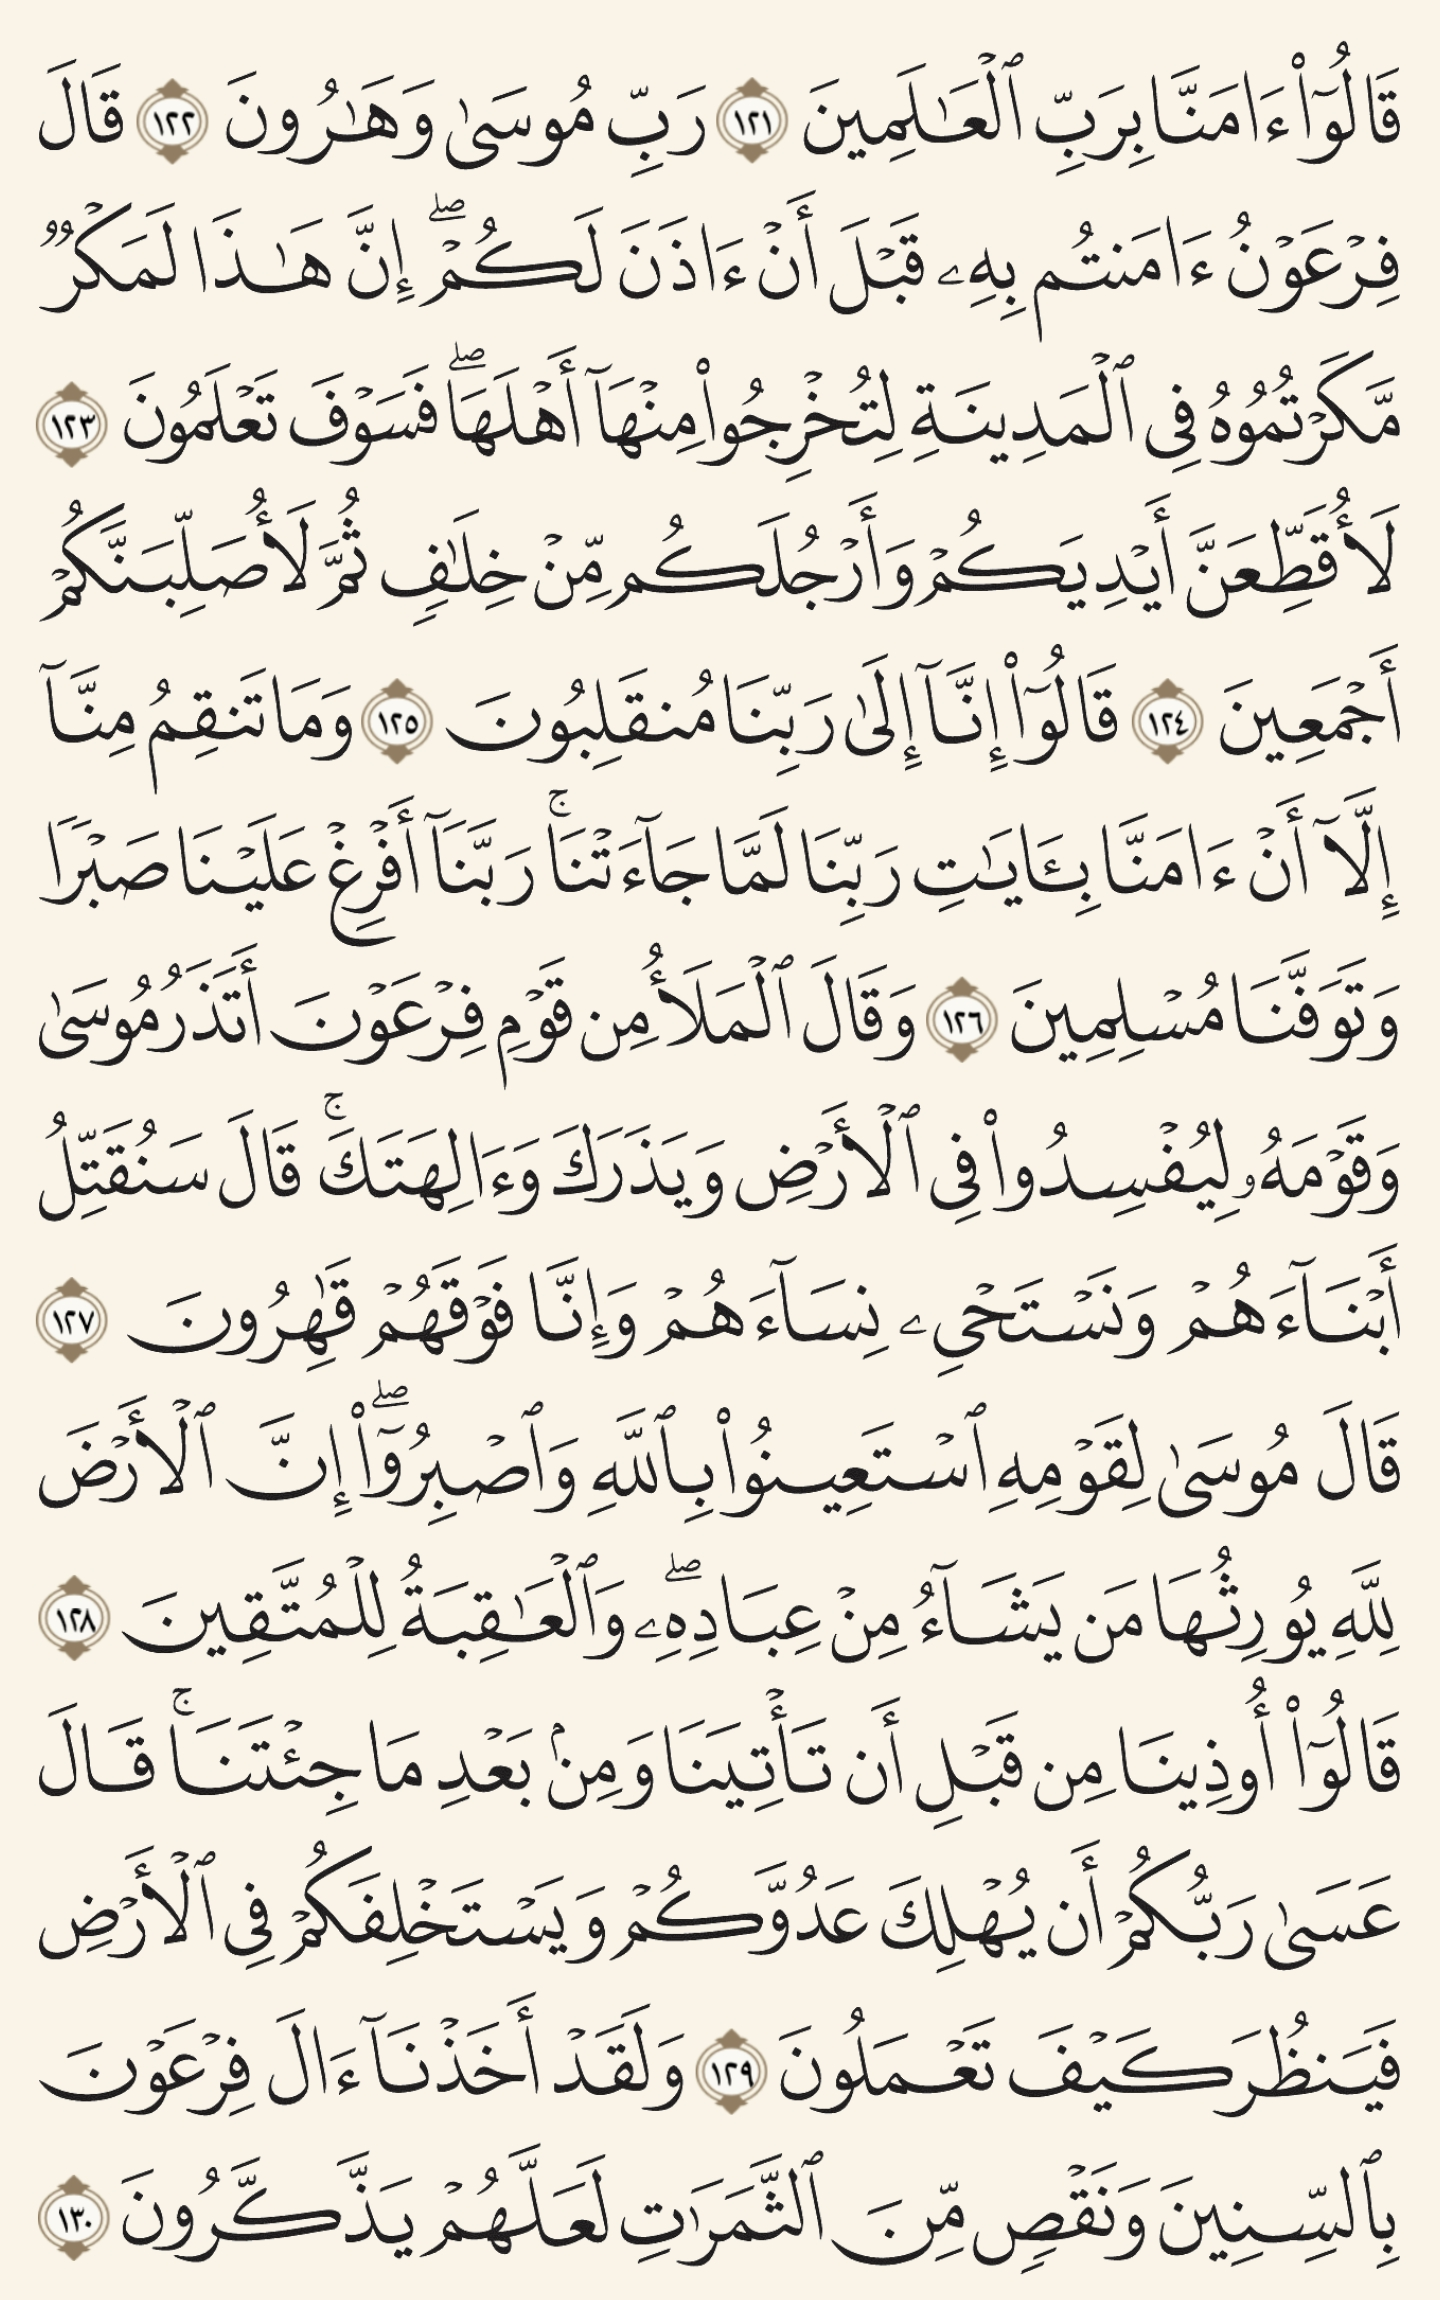 قَالُوٓا۟ ءَامَنَّا بِرَبِّ ٱلْعَـٰلَمِينَ ١٢١ رَبِّ مُوسَىٰ وَهَـٰرُونَ ١٢٢ قَالَ
فِرْعَوْنُ ءَامَنتُم بِهِۦ قَبْلَ أَنْ ءَاذَنَ لَكُمْ ۖ إِنَّ هَـٰذَا لَمَكْرٌ
مَّكَرْتُمُوهُ فِى ٱلْمَدِينَةِ لِتُخْرِجُوا۟ مِنْهَآ أَهْلَهَا ۖ فَسَوْفَ تَعْلَمُونَ ١٢٣
لَأُقَطِّعَنَّ أَيْدِيَكُمْ وَأَرْجُلَكُم مِّنْ خِلَـٰفٍ ثُمَّ لَأُصَلِّبَنَّكُمْ
أَجْمَعِينَ ١٢٤ قَالُوٓا۟ إِنَّآ إِلَىٰ رَبِّنَا مُنقَلِبُونَ ١٢٥ وَمَا تَنقِمُ مِنَّآ
إِلَّآ أَنْ ءَامَنَّا بِـَٔايَـٰتِ رَبِّنَا لَمَّا جَآءَتْنَا ۚ رَبَّنَآ أَفْرِغْ عَلَيْنَا صَبْرًا
وَتَوَفَّنَا مُسْلِمِينَ ١٢٦ وَقَالَ ٱلْمَلَأُ مِن قَوْمِ فِرْعَوْنَ أَتَذَرُ مُوسَىٰ
وَقَوْمَهُۥ لِيُفْسِدُوا۟ فِى ٱلْأَرْضِ وَيَذَرَكَ وَءَالِهَتَكَ ۚ قَالَ سَنُقَتِّلُ
أَبْنَآءَهُمْ وَنَسْتَحْىِۦ نِسَآءَهُمْ وَإِنَّا فَوْقَهُمْ قَـٰهِرُونَ ١٢٧
قَالَ مُوسَىٰ لِقَوْمِهِ ٱسْتَعِينُوا۟ بِٱللَّهِ وَٱصْبِرُوٓا۟ ۖ إِنَّ ٱلْأَرْضَ
لِلَّهِ يُورِثُهَا مَن يَشَآءُ مِنْ عِبَادِهِۦ ۖ وَٱلْعَـٰقِبَةُ لِلْمُتَّقِينَ ١٢٨
قَالُوٓا۟ أُوذِينَا مِن قَبْلِ أَن تَأْتِيَنَا وَمِنۢ بَعْدِ مَا جِئْتَنَا ۚ قَالَ
عَسَىٰ رَبُّكُمْ أَن يُهْلِكَ عَدُوَّكُمْ وَيَسْتَخْلِفَكُمْ فِى ٱلْأَرْضِ
فَيَنظُرَ كَيْفَ تَعْمَلُونَ ١٢٩ وَلَقَدْ أَخَذْنَآ ءَالَ فِرْعَوْنَ
بِٱلسِّنِينَ وَنَقْصٍ مِّنَ ٱلثَّمَرَٰتِ لَعَلَّهُمْ يَذَّكَّرُونَ ١٣٠